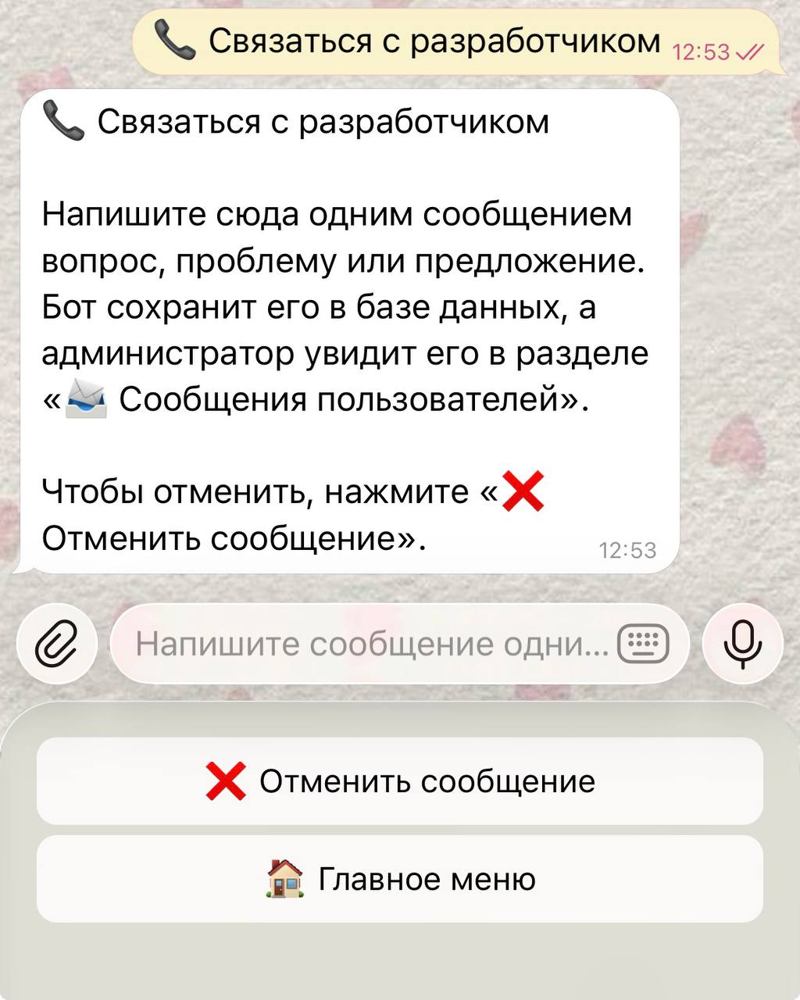 📞 Связаться с разработчиком 12:53
📞 Связаться с разработчиком
Напишите сюда одним сообщением
вопрос, проблему или предложение.
Бот сохранит его в базе данных, а
администратор увидит его в разделе
«📨 Сообщения пользователей».
Чтобы отменить, нажмите «❌
Отменить сообщение».
12:53
Напишите сообщение одни...
❌ Отменить сообщение
🏠 Главное меню